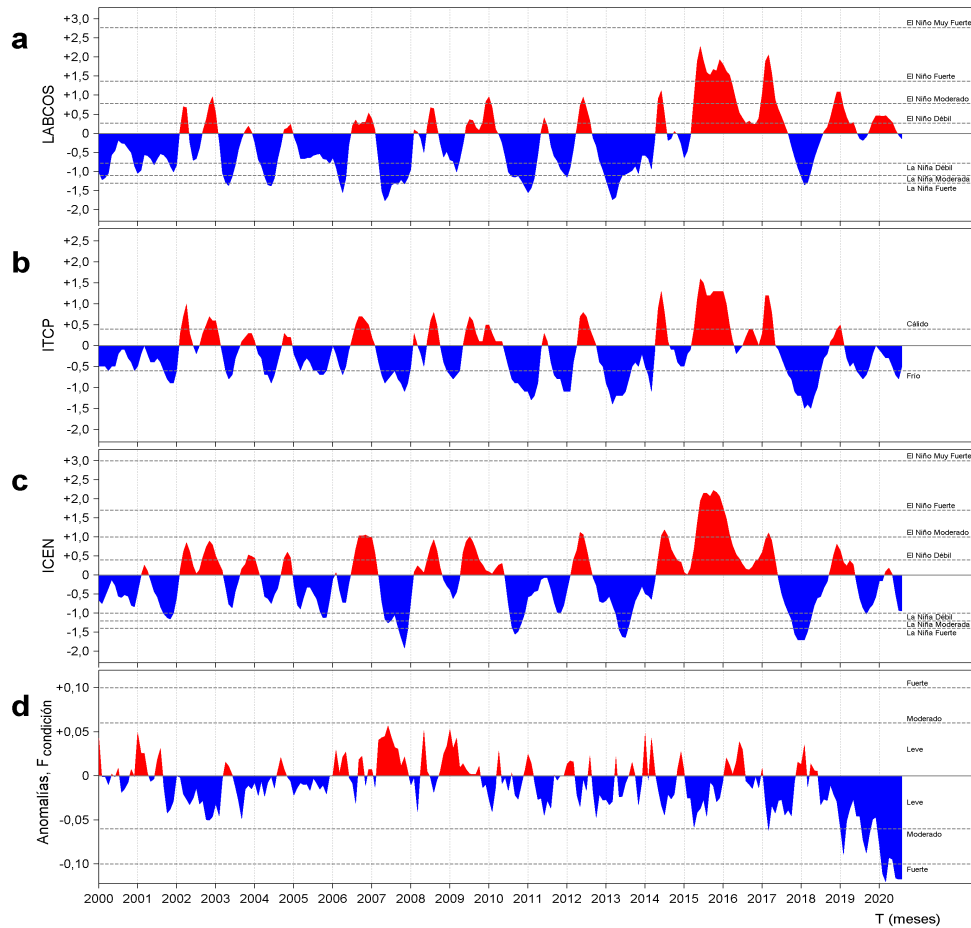 a
LABCOS
+3,0
+2,5
+2,0
+1,5
+1,0
+0,5
0
-0,5
-1,0
-1,5
-2,0
El Niño Muy Fuerte
El Niño Fuerte
El Niño Moderado
El Niño Débil
La Niña Débil
La Niña Moderada
La Niña Fuerte
b
ITCP
+2,5
+2,0
+1,5
+1,0
+0,5
0
-0,5
-1,0
-1,5
-2,0
Cálido
Frío
c
ICEN
+3,0
+2,5
+2,0
+1,5
+1,0
+0,5
0
-0,5
-1,0
-1,5
-2,0
El Niño Muy Fuerte
El Niño Fuerte
El Niño Moderado
El Niño Débil
La Niña Débil
La Niña Moderada
La Niña Fuerte
d
Anomalías, Fcondición
+0,10
+0,05
0
-0,05
-0,10
Fuerte
Moderado
Leve
Leve
Moderado
Fuerte
2000 2001 2002 2003 2004 2005 2006 2007 2008 2009 2010 2011 2012 2013 2014 2015 2016 2017 2018 2019 2020
T (meses)